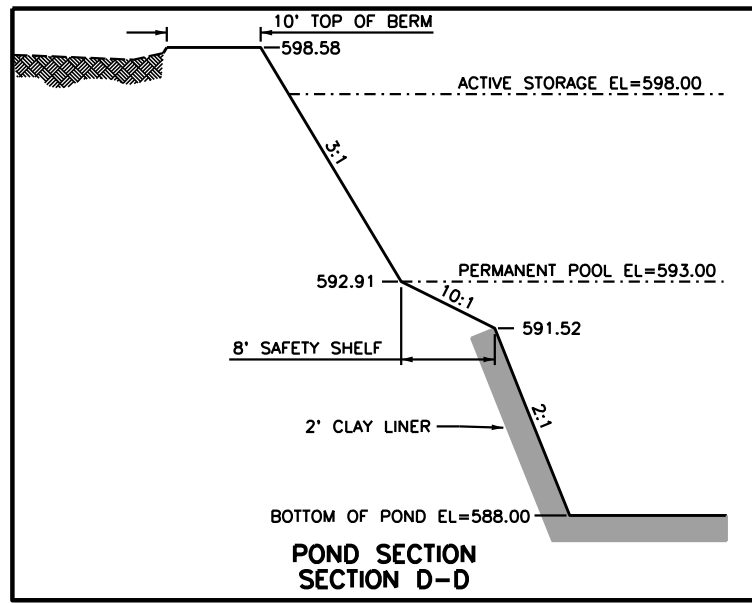 10' TOP OF BERM
598.58
ACTIVE STORAGE EL=598.00
3:1
592.91
PERMANENT POOL EL=593.00
10:1
591.52
8' SAFETY SHELF
2' CLAY LINER
2:1
BOTTOM OF POND EL=588.00
POND SECTION
SECTION D-D